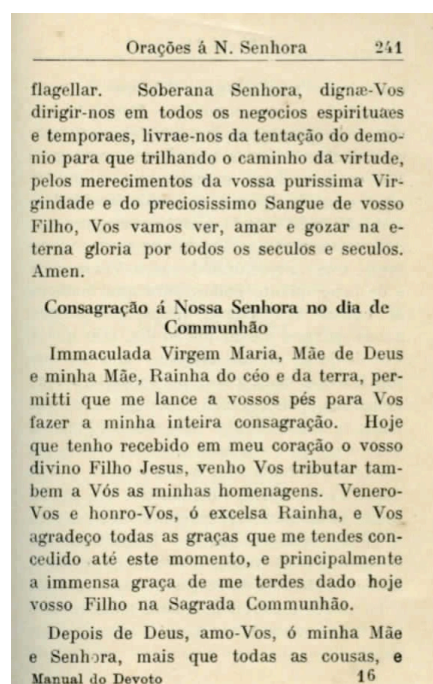 Orações á N. Senhora 241
flagellar. Soberana Senhora, dignæ-Vos
dirigir-nos em todos os negocios espirituaes
e temporaes, livrae-nos da tentação do demo-
nio para que trilhando o caminho da virtude,
pelos merecimentos da vossa purissima Vir-
gindade e do preciosissimo Sangue de vosso
Filho, Vos vamos ver, amar e gozar na e-
terna gloria por todos os seculos e seculos.
Amen.
Consagração á Nossa Senhora no dia de
Communhão
Immaculada Virgem Maria, Mãe de Deus
e minha Mãe, Rainha do céo e da terra, per-
mitti que me lance a vossos pés para Vos
fazer a minha inteira consagração. Hoje
que tenho recebido em meu coração o vosso
divino Filho Jesus, venho Vos tributar tam-
bem a Vós as minhas homenagens. Venero-
Vos e honro-Vos, ó excelsa Rainha, e Vos
agradeço todas as graças que me tendes con-
cedido até este momento, e principalmente
a immensa graça de me terdes dado hoje
vosso Filho na Sagrada Communhão.
Depois de Deus, amo-Vos, ó minha Mãe
e Senhora, mais que todas as cousas, e
Manual do Devoto 16